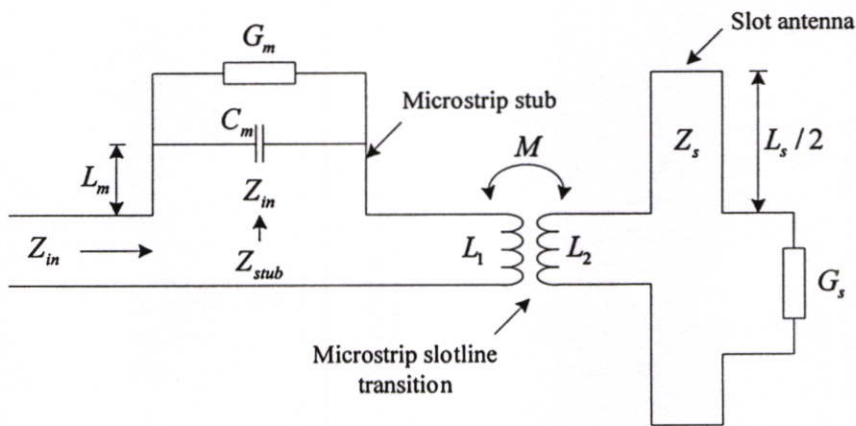 Slot antenna
G_m
Microstrip stub
C_m
M
Z_s
L_s / 2
L_m
Z_in
Z_in
L_1
L_2
Z_stub
G_s
Microstrip slotline
transition